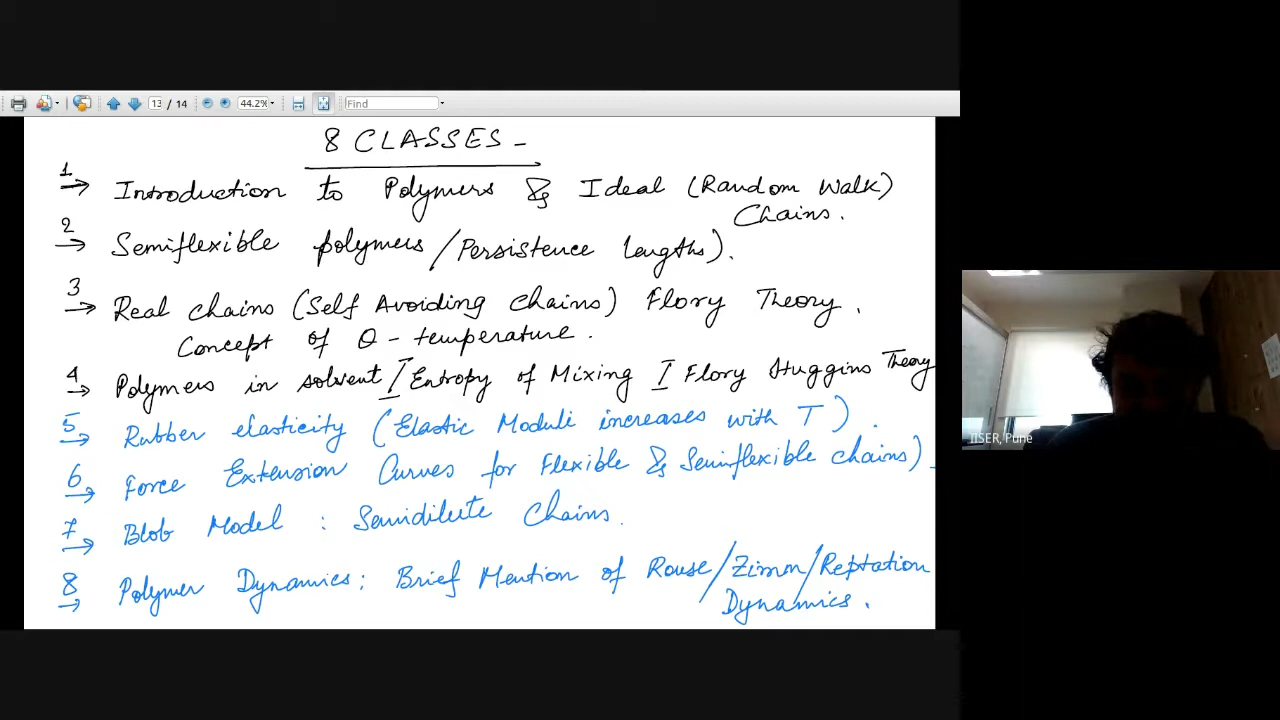 13 / 14
44.2%
Find
8 CLASSES -
1 → Introduction to Polymers & Ideal (Random Walk)
Chains.
2 → Semiflexible polymers / Persistence lengths).
3 → Real chains (Self Avoiding Chains) Flory Theory.
Concept of Θ - temperature.
4 → Polymers in solvent / Entropy of Mixing I Flory Huggins Theory
5 → Rubber elasticity (Elastic Moduli increases with T).
6 → Force Extension Curves for Flexible & Semiflexible chains) -
7 → Blob Model : Semidilute Chains.
8 → Polymer Dynamics: Brief Mention of Rouse/Zimm/Reptation
Dynamics.
IISER, Pune